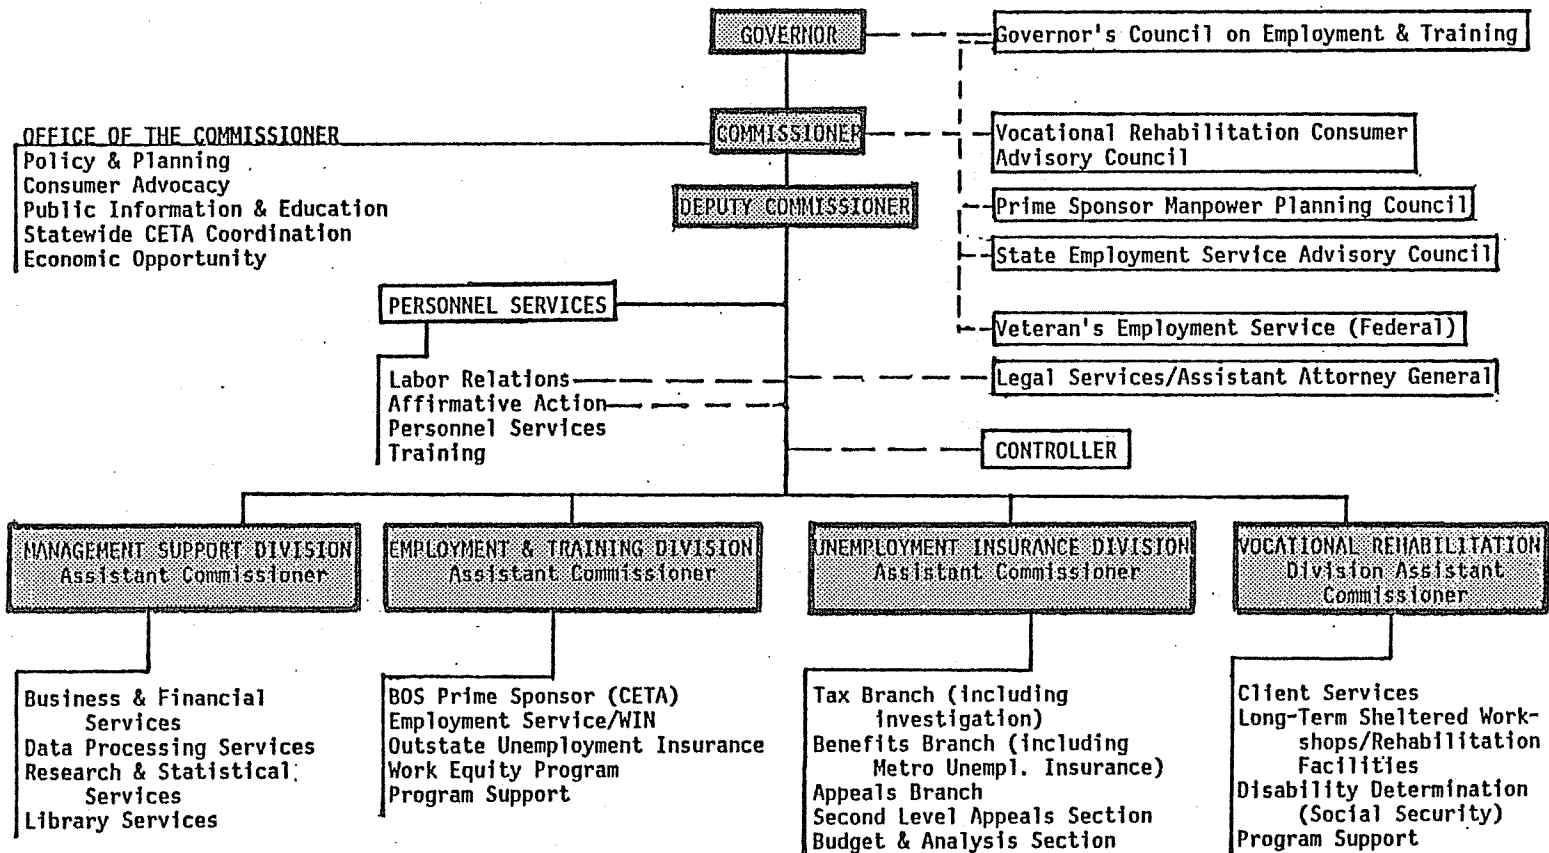 GOVERNOR
Governor's Council on Employment & Training
COMMISSIONER
OFFICE OF THE COMMISSIONER
Policy & Planning
Consumer Advocacy
Public Information & Education
Statewide CETA Coordination
Economic Opportunity
Vocational Rehabilitation Consumer
Advisory Council
DEPUTY COMMISSIONER
Prime Sponsor Manpower Planning Council
State Employment Service Advisory Council
PERSONNEL SERVICES
Veteran's Employment Service (Federal)
Labor Relations
Affirmative Action
Personnel Services
Training
Legal Services/Assistant Attorney General
CONTROLLER
MANAGEMENT SUPPORT DIVISION
Assistant Commissioner
EMPLOYMENT & TRAINING DIVISION
Assistant Commissioner
UNEMPLOYMENT INSURANCE DIVISION
Assistant Commissioner
VOCATIONAL REHABILITATION
Division Assistant
Commissioner
Business & Financial
Services
Data Processing Services
Research & Statistical
Services
Library Services
BOS Prime Sponsor (CETA)
Employment Service/WIN
Outstate Unemployment Insurance
Work Equity Program
Program Support
Tax Branch (including
investigation)
Benefits Branch (including
Metro Unempl. Insurance)
Appeals Branch
Second Level Appeals Section
Budget & Analysis Section
Client Services
Long-Term Sheltered Work-
shops/Rehabilitation
Facilities
Disability Determination
(Social Security)
Program Support